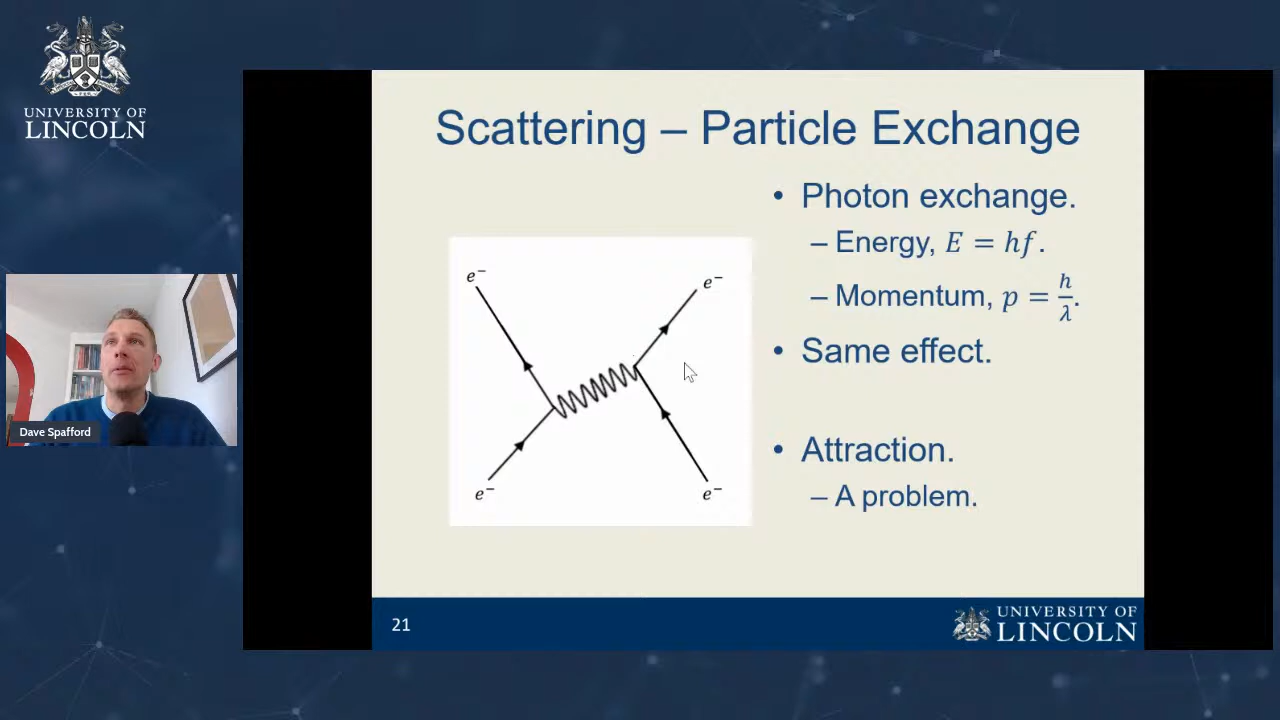 UNIVERSITY OF
LINCOLN
Dave Spafford
Scattering – Particle Exchange
• Photon exchange.
– Energy, E = hf.
– Momentum, p = h/λ.
• Same effect.
• Attraction.
– A problem.
e⁻
e⁻
e⁻
e⁻
21
UNIVERSITY OF
LINCOLN